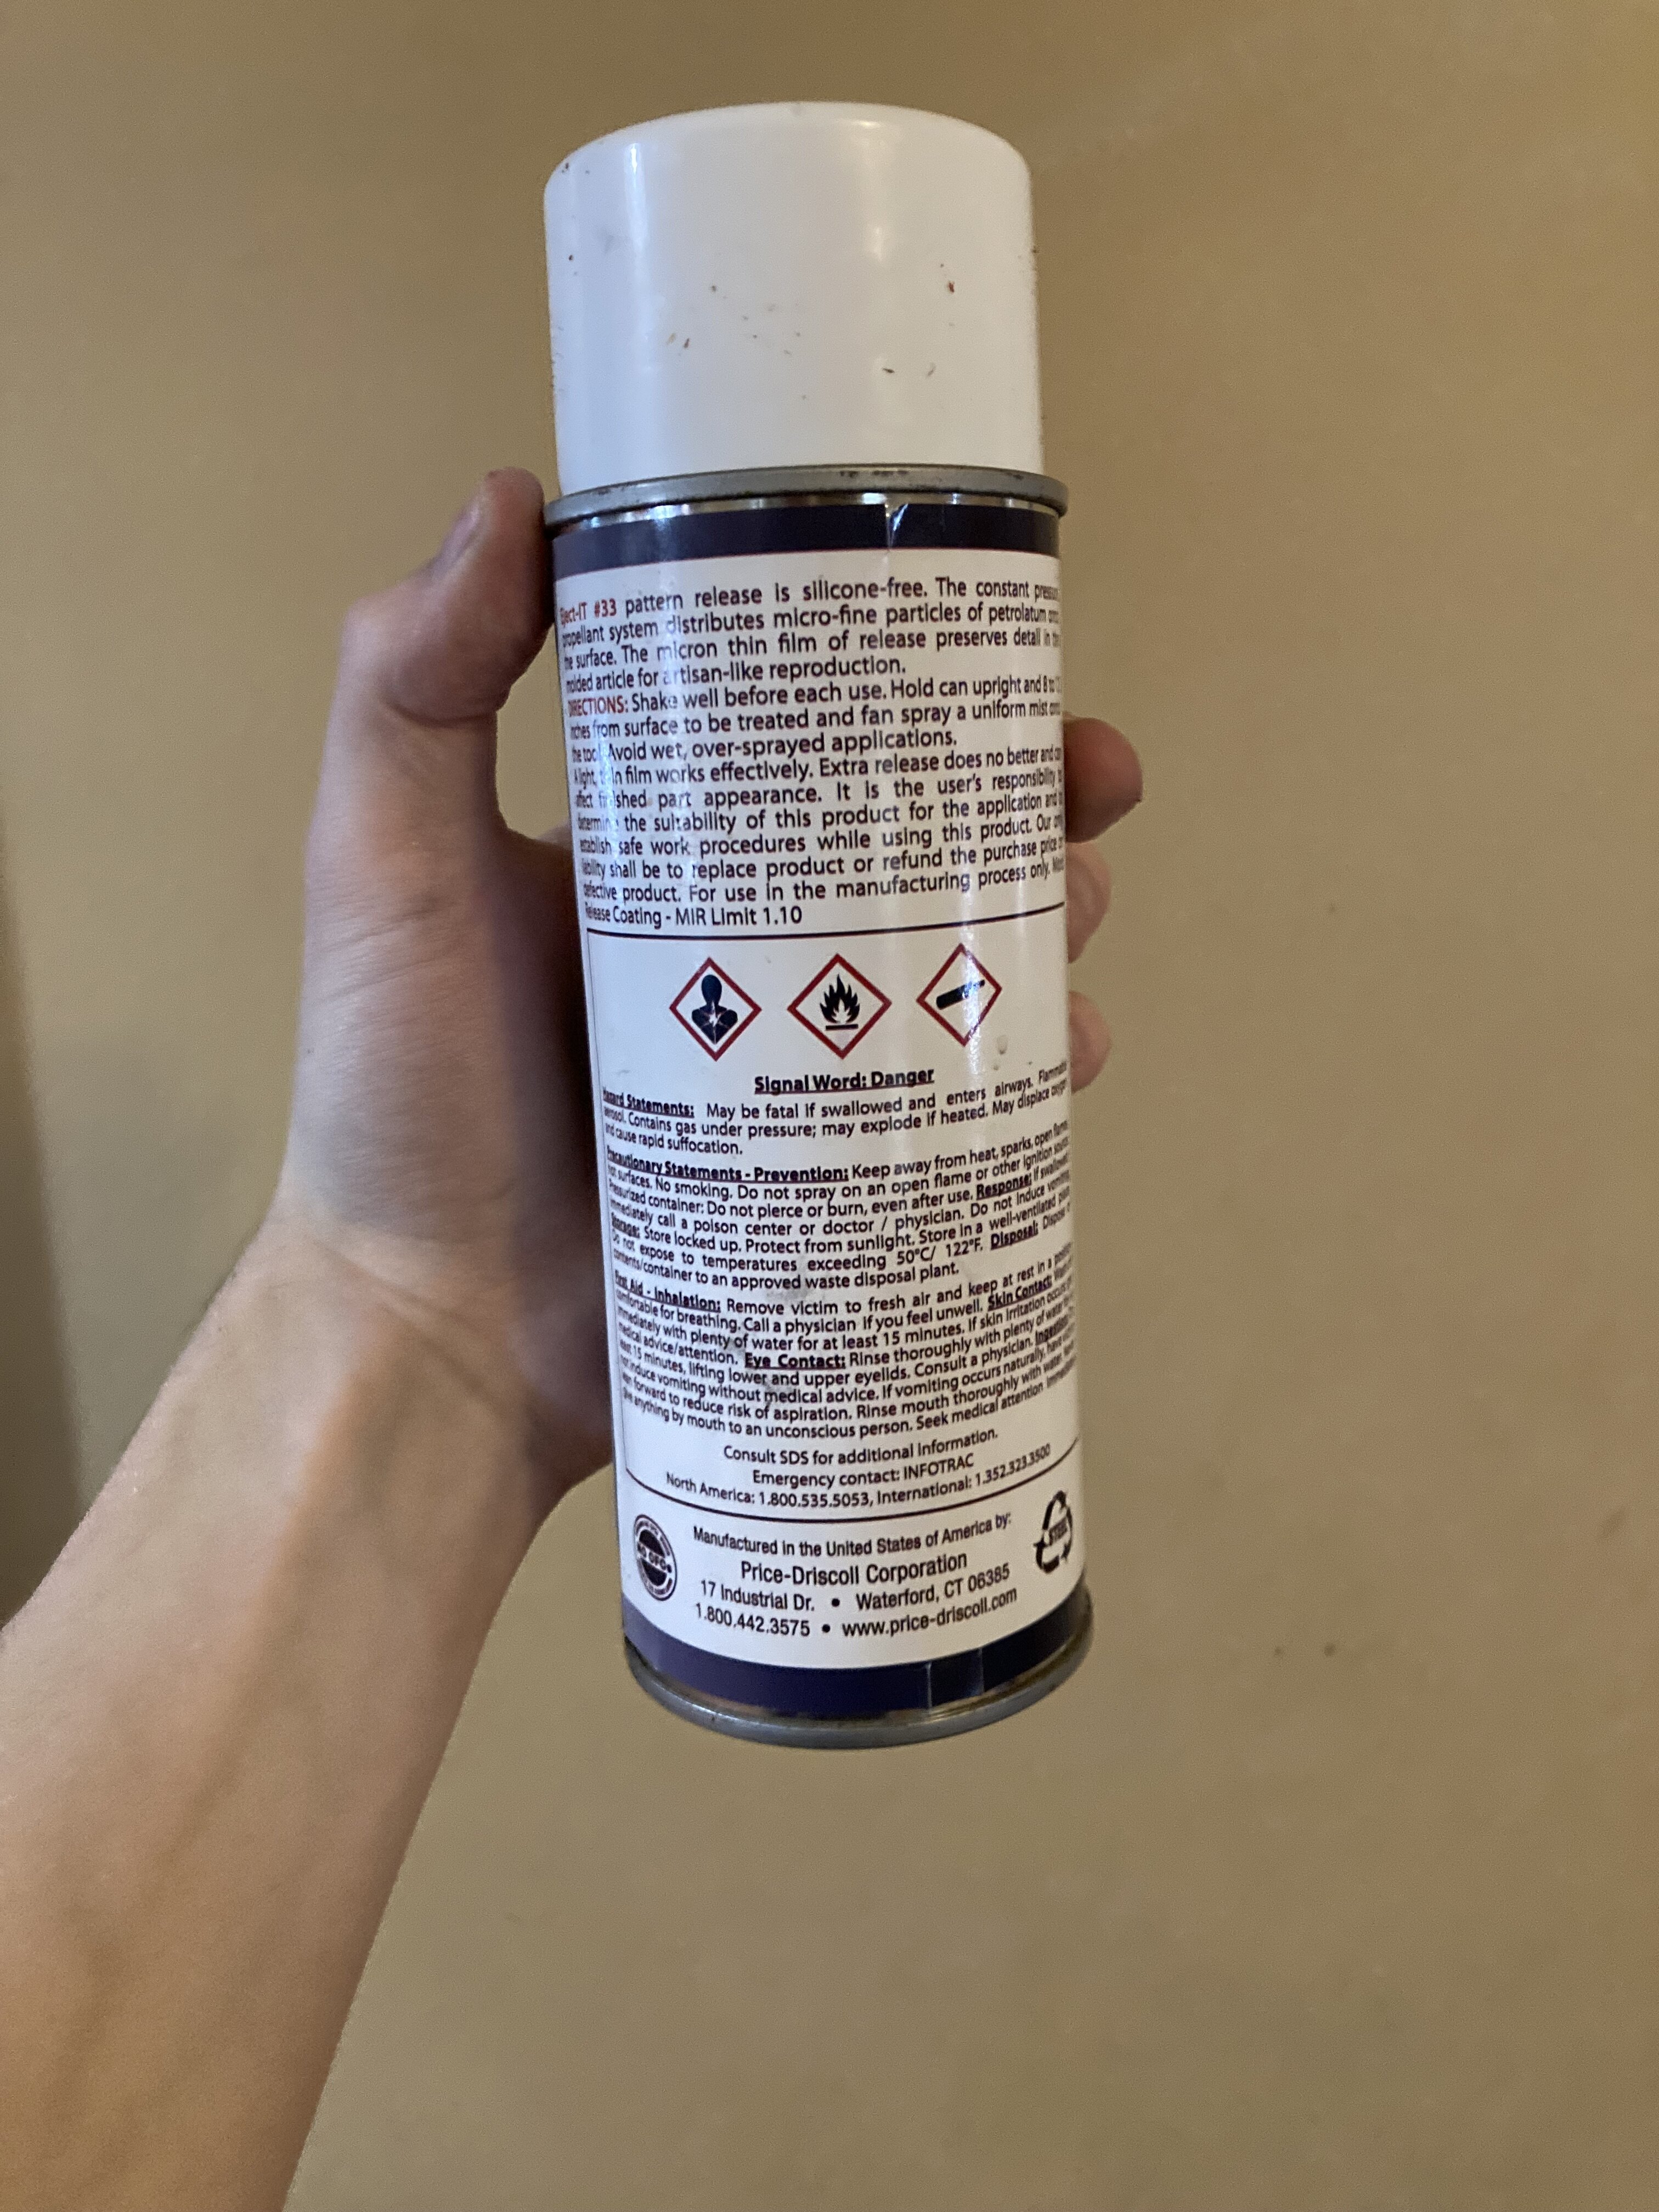 Eject-IT #33 pattern release is silicone-free. The constant
propellant system distributes micro-fine particles of petrolatum
the surface. The micron thin film of release preserves detail in
molded article for artisan-like reproduction.
DIRECTIONS: Shake well before each use. Hold can upright and 8 to
inches from surface to be treated and fan spray a uniform mist
the tool. Avoid wet, over-sprayed applications.
A light, thin film works effectively. Extra release does no better and
affect finished part appearance. It is the user's responsibility
determine the suitability of this product for the application and
establish safe work procedures while using this product. Our
liability shall be to replace product or refund the purchase price
defective product. For use in the manufacturing process only.
Release Coating - MIR Limit 1.10
Signal Word: Danger
Hazard Statements: May be fatal if swallowed and enters airways.
aerosol. Contains gas under pressure; may explode if heated. May displace
and cause rapid suffocation.
Precautionary Statements - Prevention: Keep away from heat, sparks, open flame,
hot surfaces. No smoking. Do not spray on an open flame or other ignition
Pressurized container: Do not pierce or burn, even after use. Response: If swallowed
immediately call a poison center or doctor / physician. Do not induce vomiting.
Storage: Store locked up. Protect from sunlight. Store in a well-ventilated
Do not expose to temperatures exceeding 50°C/ 122°F. Disposal:
contents/container to an approved waste disposal plant.
First Aid - Inhalation: Remove victim to fresh air and keep at rest in a
comfortable for breathing. Call a physician if you feel unwell. Skin Contact:
immediately with plenty of water for at least 15 minutes. If skin irritation
medical advice/attention. Eye Contact: Rinse thoroughly with plenty of water
15 minutes, lifting lower and upper eyelids. Consult a physician.
induce vomiting without medical advice. If vomiting occurs naturally,
forward to reduce risk of aspiration. Rinse mouth thoroughly with water.
anything by mouth to an unconscious person. Seek medical attention
Consult SDS for additional information.
Emergency contact: INFOTRAC
North America: 1.800.535.5053, International: 1.352.323.3500
Manufactured in the United States of America by:
Price-Driscoll Corporation
17 Industrial Dr. • Waterford, CT 06385
1.800.442.3575 • www.price-driscoll.com
STEEL